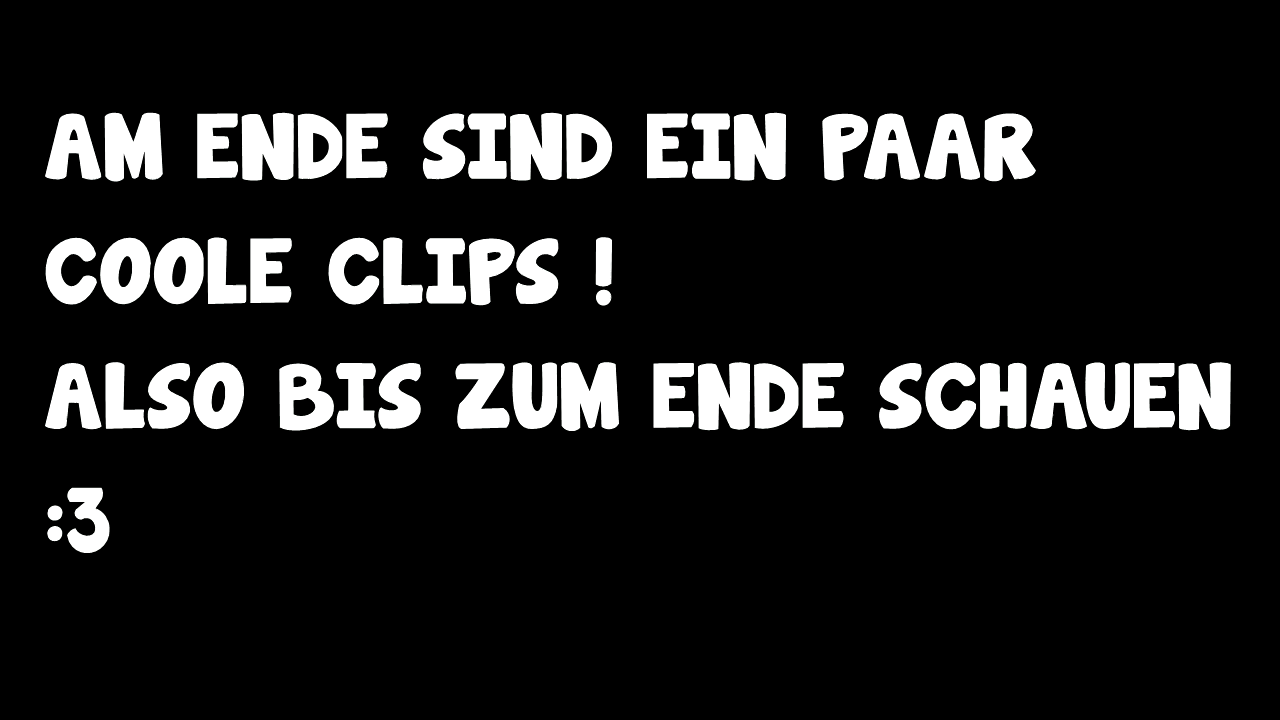 AM ENDE SIND EIN PAAR
COOLE CLIPS !
ALSO BIS ZUM ENDE SCHAUEN
:3